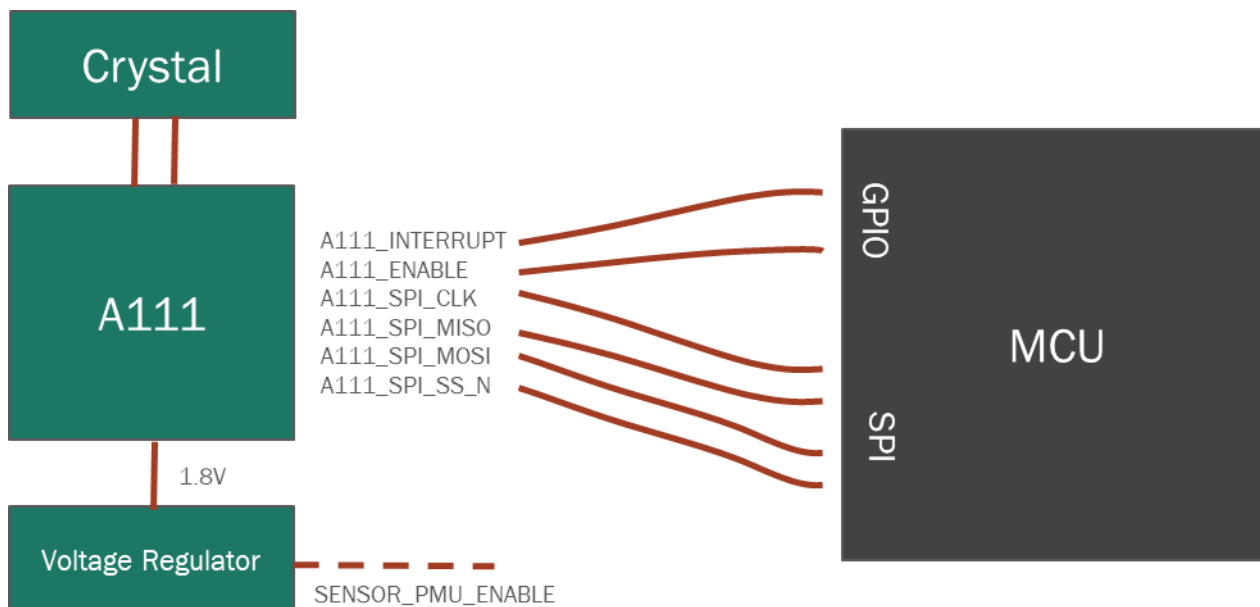 Crystal
A111
A111_INTERRUPT
A111_ENABLE
A111_SPI_CLK
A111_SPI_MISO
A111_SPI_MOSI
A111_SPI_SS_N
GPIO
MCU
SPI
1.8V
Voltage Regulator
SENSOR_PMU_ENABLE